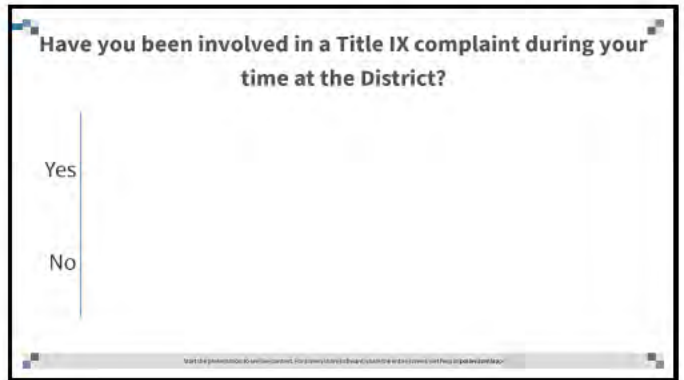 Have you been involved in a Title IX complaint during your
time at the District?
Yes
No